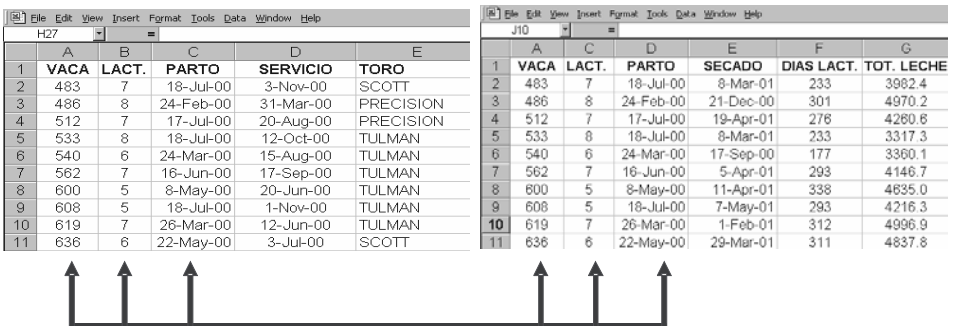 File Edit View Insert Format Tools Data Window Help
H27 =
A B C D E
1 VACA LACT. PARTO SERVICIO TORO
2 483 7 18-Jul-00 3-Nov-00 SCOTT
3 486 8 24-Feb-00 31-Mar-00 PRECISION
4 512 7 17-Jul-00 20-Aug-00 PRECISION
5 533 8 18-Jul-00 12-Oct-00 TULMAN
6 540 6 24-Mar-00 15-Aug-00 TULMAN
7 562 7 16-Jun-00 17-Sep-00 TULMAN
8 600 5 8-May-00 20-Jun-00 TULMAN
9 608 5 18-Jul-00 1-Nov-00 TULMAN
10 619 7 26-Mar-00 12-Jun-00 TULMAN
11 636 6 22-May-00 3-Jul-00 SCOTT
File Edit View Insert Format Tools Data Window Help
J10 =
A C D E F G
1 VACA LACT. PARTO SECADO DIAS LACT. TOT. LECHE
2 483 7 18-Jul-00 8-Mar-01 233 3982.4
3 486 8 24-Feb-00 21-Dec-00 301 4970.2
4 512 7 17-Jul-00 19-Apr-01 276 4260.6
5 533 8 18-Jul-00 8-Mar-01 233 3317.3
6 540 6 24-Mar-00 17-Sep-00 177 3360.1
7 562 7 16-Jun-00 5-Apr-01 293 4146.7
8 600 5 8-May-00 11-Apr-01 338 4635.0
9 608 5 18-Jul-00 7-May-01 293 4216.3
10 619 7 26-Mar-00 1-Feb-01 312 4996.9
11 636 6 22-May-00 29-Mar-01 311 4837.8